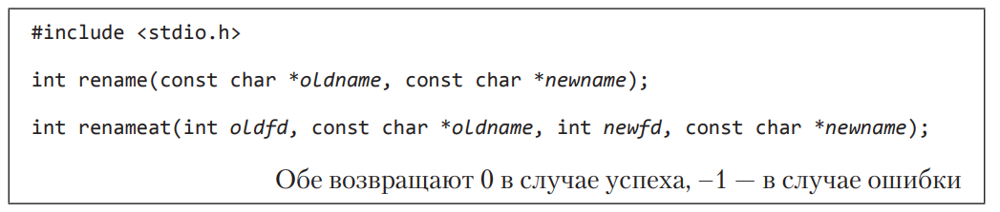 #include <stdio.h>
int rename(const char *oldname, const char *newname);
int renameat(int oldfd, const char *oldname, int newfd, const char *newname);
Обе возвращают 0 в случае успеха, –1 — в случае ошибки